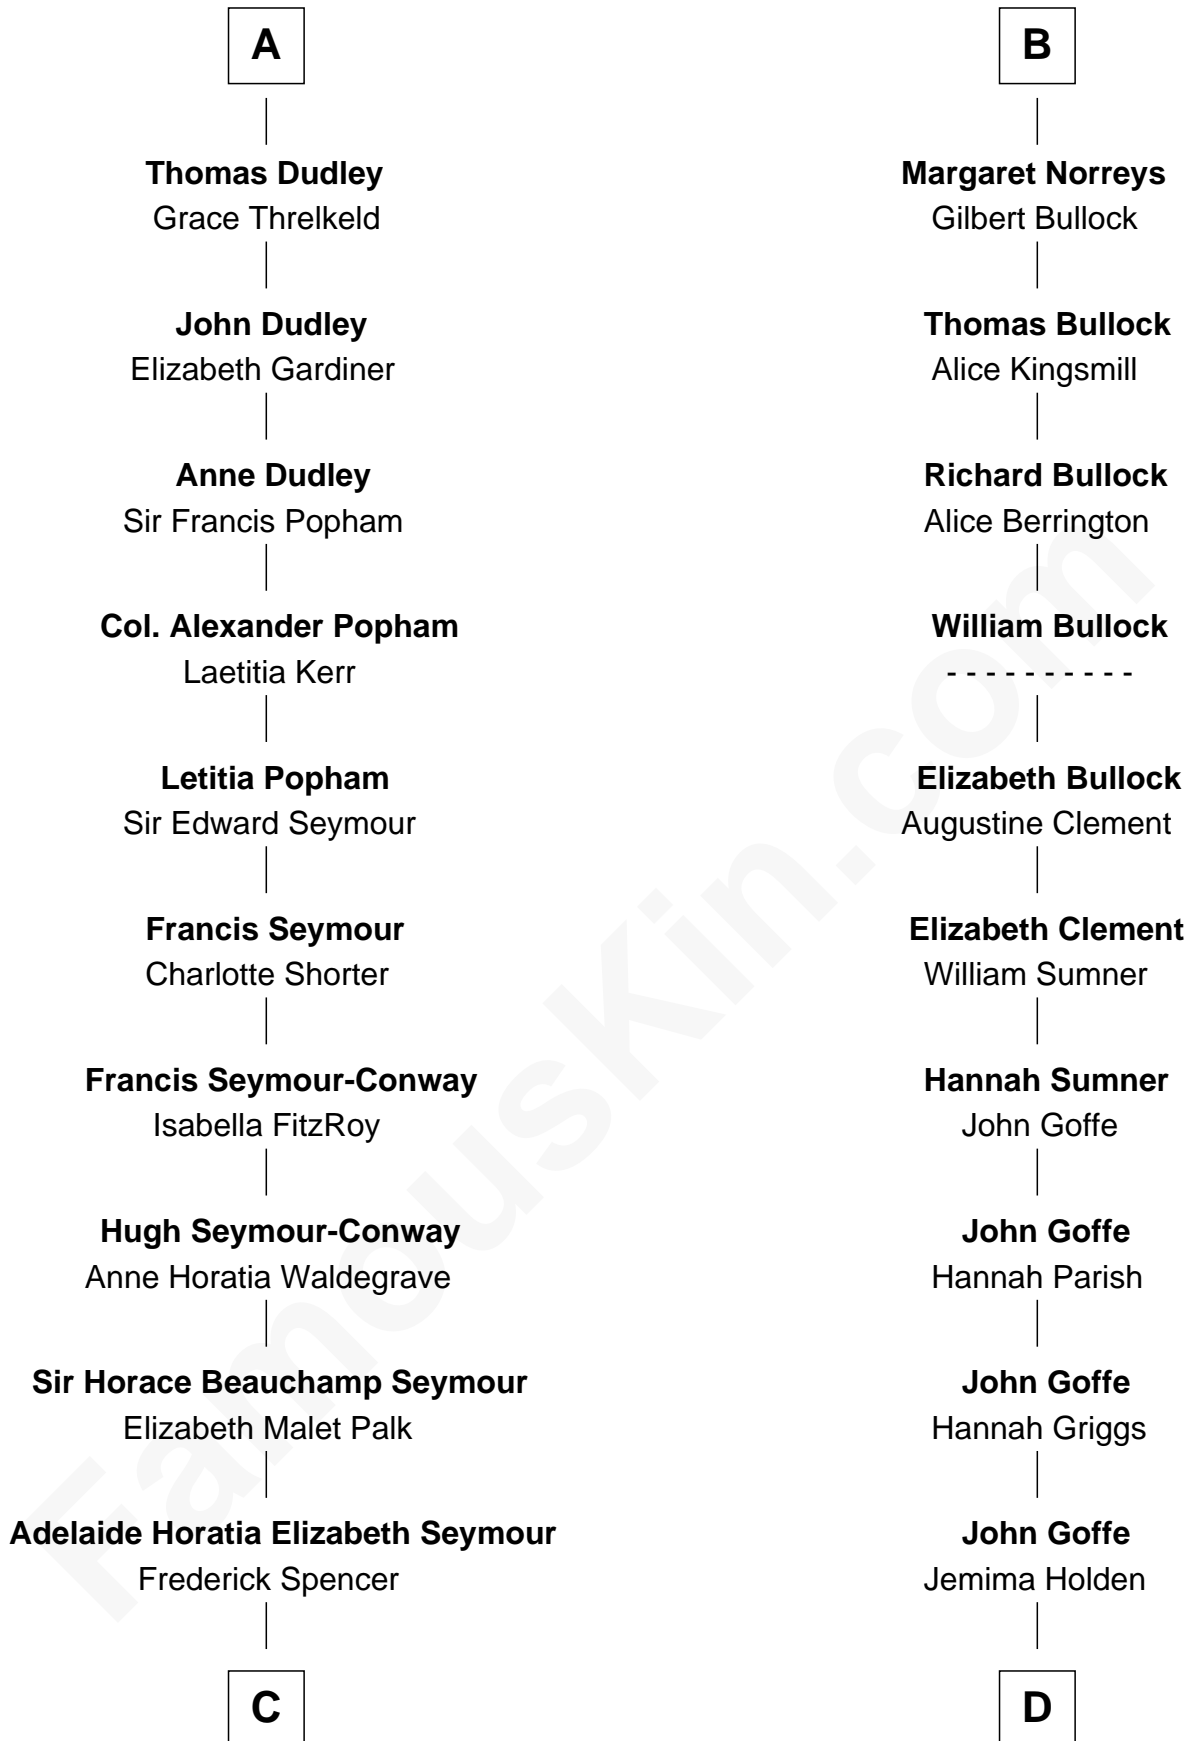 A
Thomas Dudley
Grace Threlkeld
John Dudley
Elizabeth Gardiner
Anne Dudley
Sir Francis Popham
Col. Alexander Popham
Laetitia Kerr
Letitia Popham
Sir Edward Seymour
Francis Seymour
Charlotte Shorter
Francis Seymour-Conway
Isabella FitzRoy
Hugh Seymour-Conway
Anne Horatia Waldegrave
Sir Horace Beauchamp Seymour
Elizabeth Malet Palk
Adelaide Horatia Elizabeth Seymour
Frederick Spencer
C
B
Margaret Norreys
Gilbert Bullock
Thomas Bullock
Alice Kingsmill
Richard Bullock
Alice Berrington
William Bullock
- - - - - - - - - -
Elizabeth Bullock
Augustine Clement
Elizabeth Clement
William Sumner
Hannah Sumner
John Goffe
John Goffe
Hannah Parish
John Goffe
Hannah Griggs
John Goffe
Jemima Holden
D
FamousKin.com